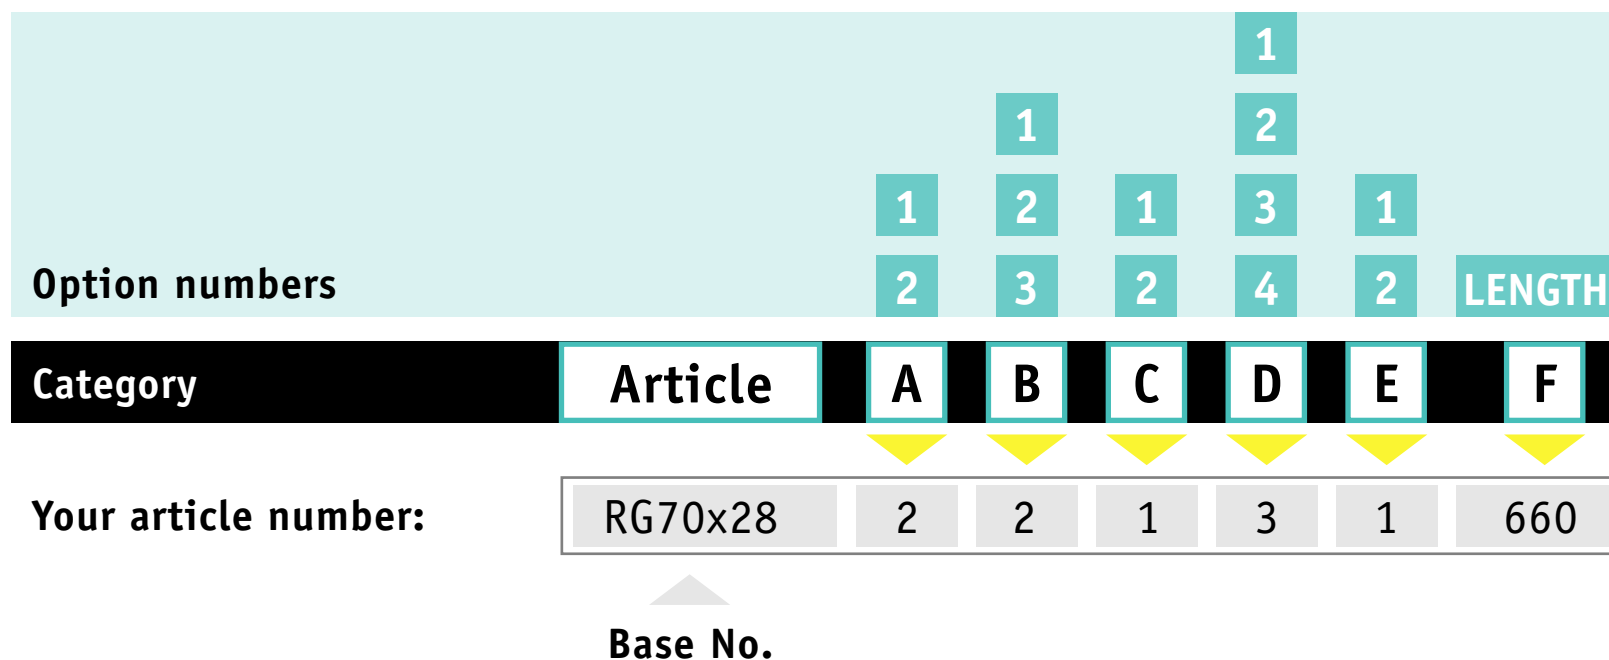 1
1 2
1 2 1 3 1
Option numbers 2 3 2 4 2 LENGTH
Category Article A B C D E F
Your article number: RG70x28 2 2 1 3 1 660
Base No.